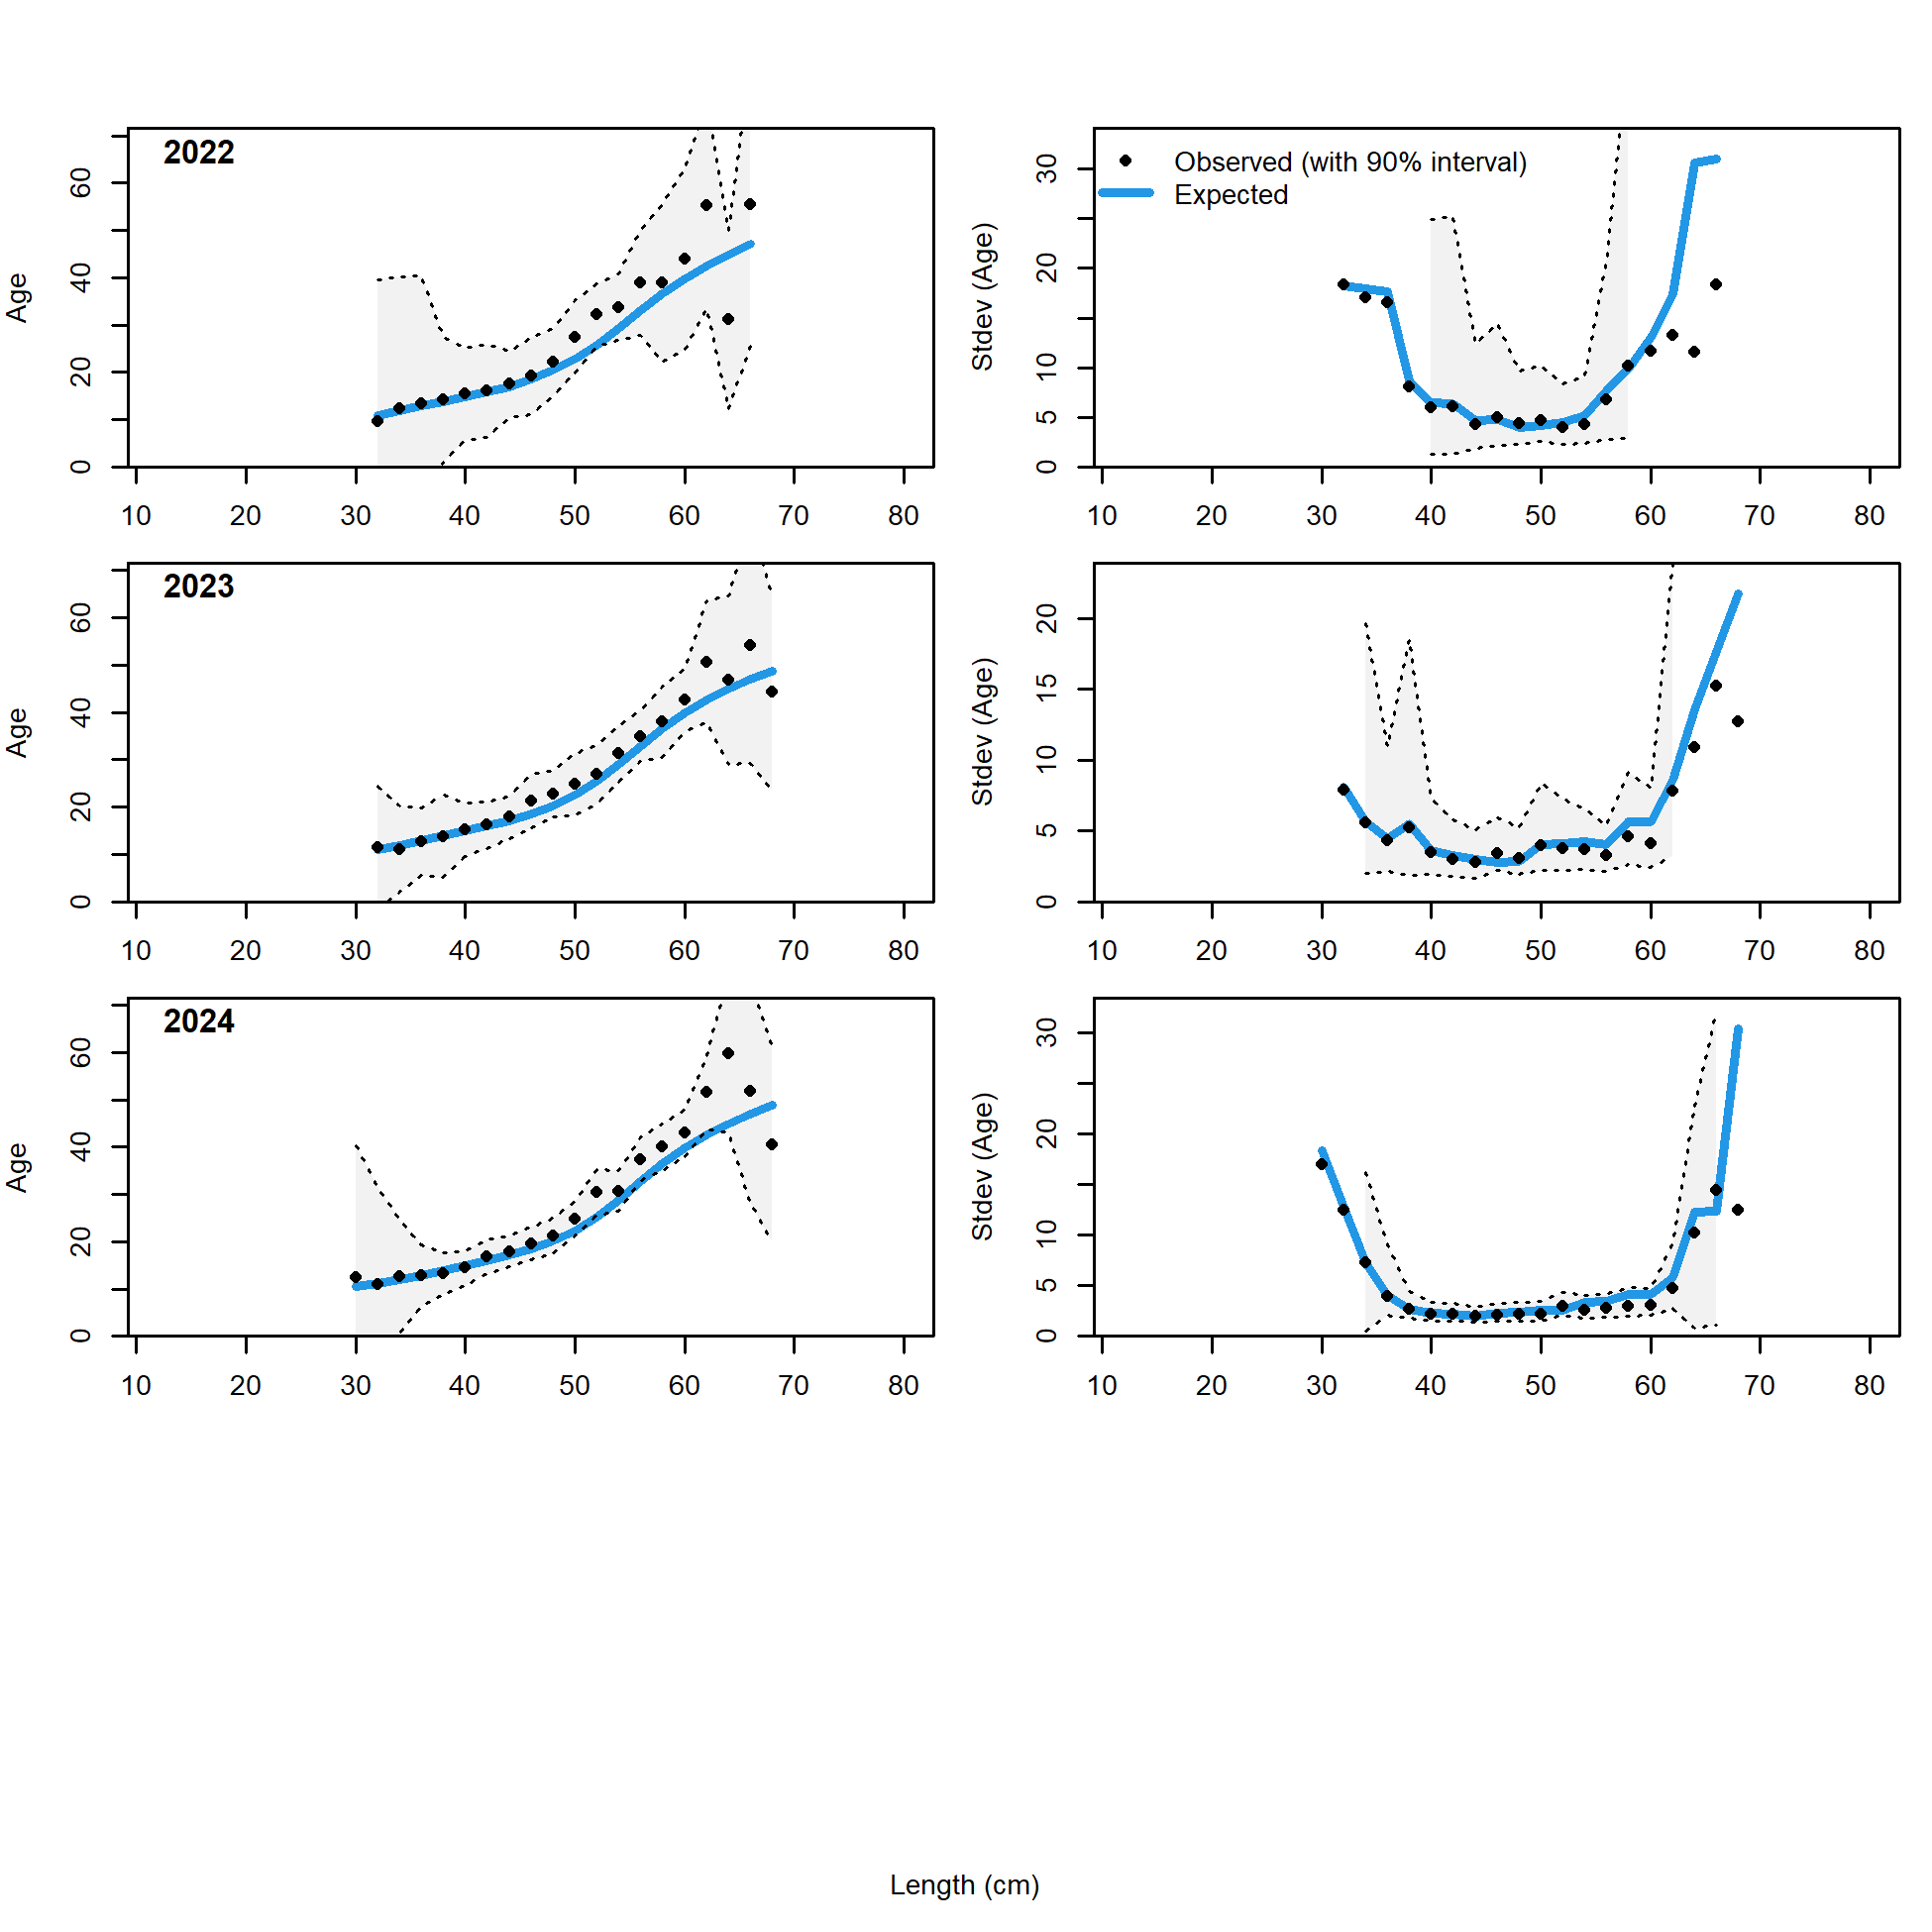 2022
Age
0 20 40 60
10 20 30 40 50 60 70 80
Observed (with 90% interval)
Expected
Stdev (Age)
0 5 10 20 30
10 20 30 40 50 60 70 80
2023
Age
0 20 40 60
10 20 30 40 50 60 70 80
Stdev (Age)
0 5 10 15 20
10 20 30 40 50 60 70 80
2024
Age
0 20 40 60
10 20 30 40 50 60 70 80
Stdev (Age)
0 5 10 20 30
10 20 30 40 50 60 70 80
Length (cm)